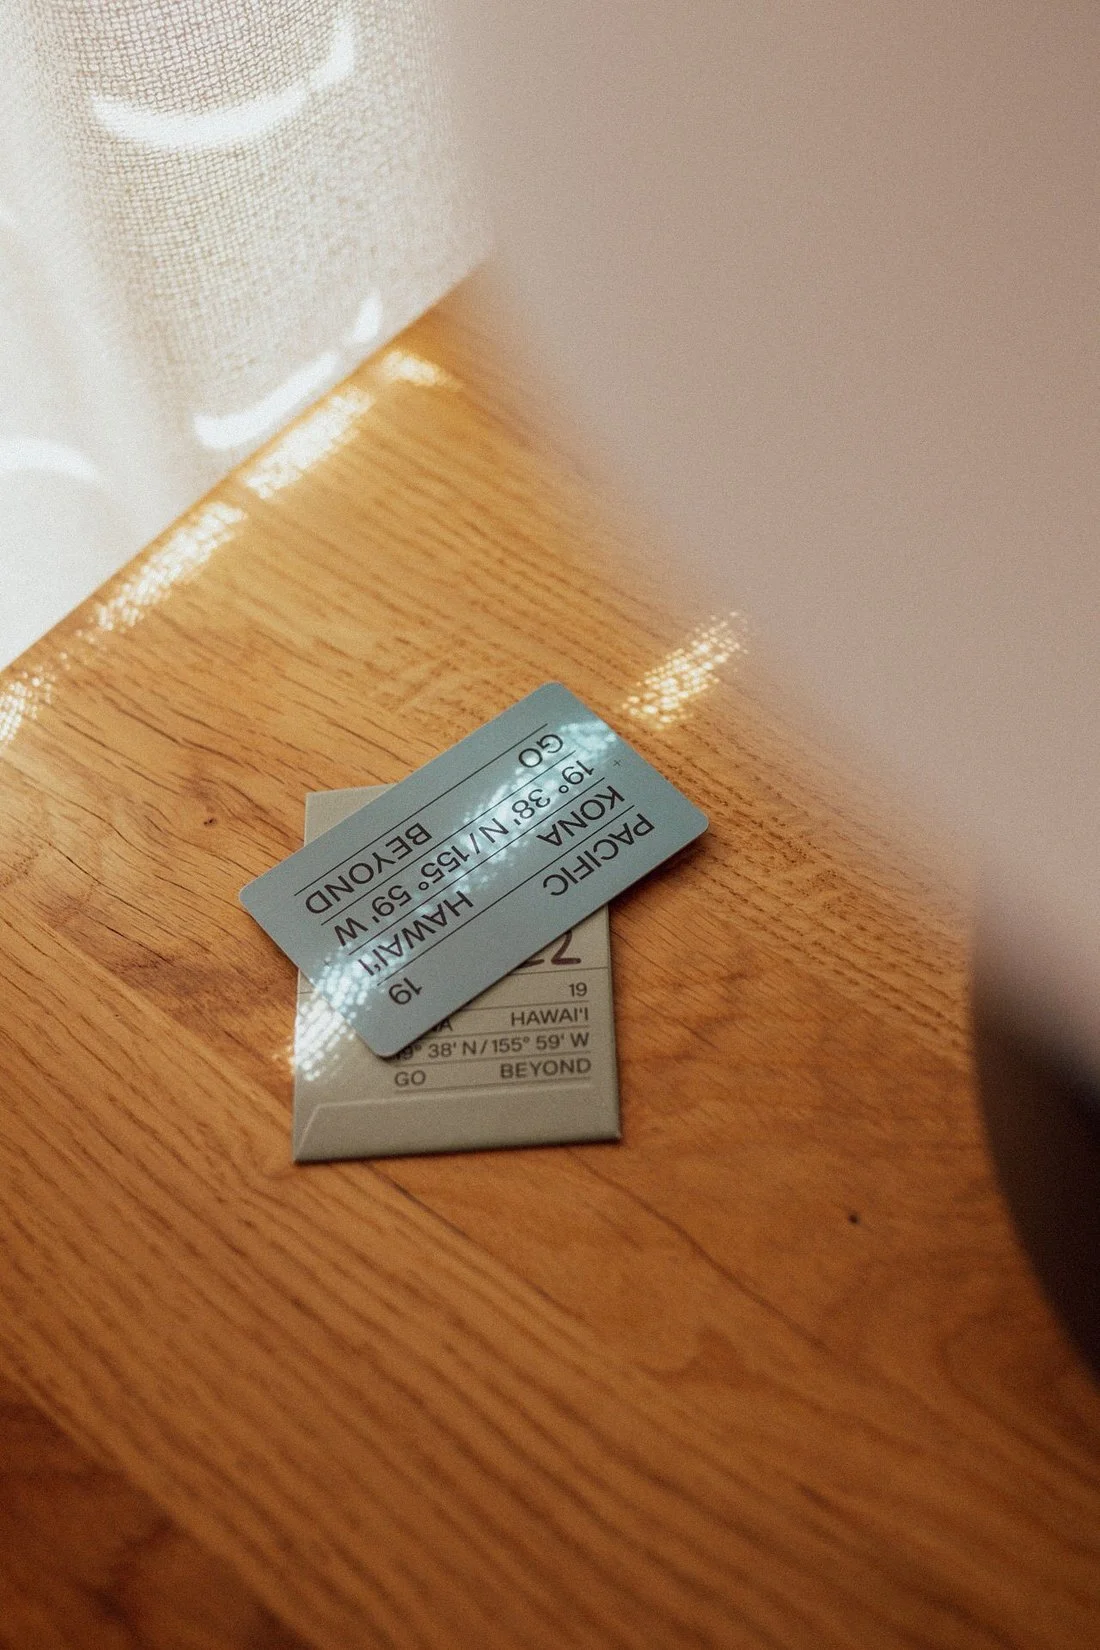 PACIFIC 19
KONA HAWAI'I
19° 38' N / 155° 59' W
GO BEYOND
19
HAWAI'I
19° 38' N / 155° 59' W
GO BEYOND